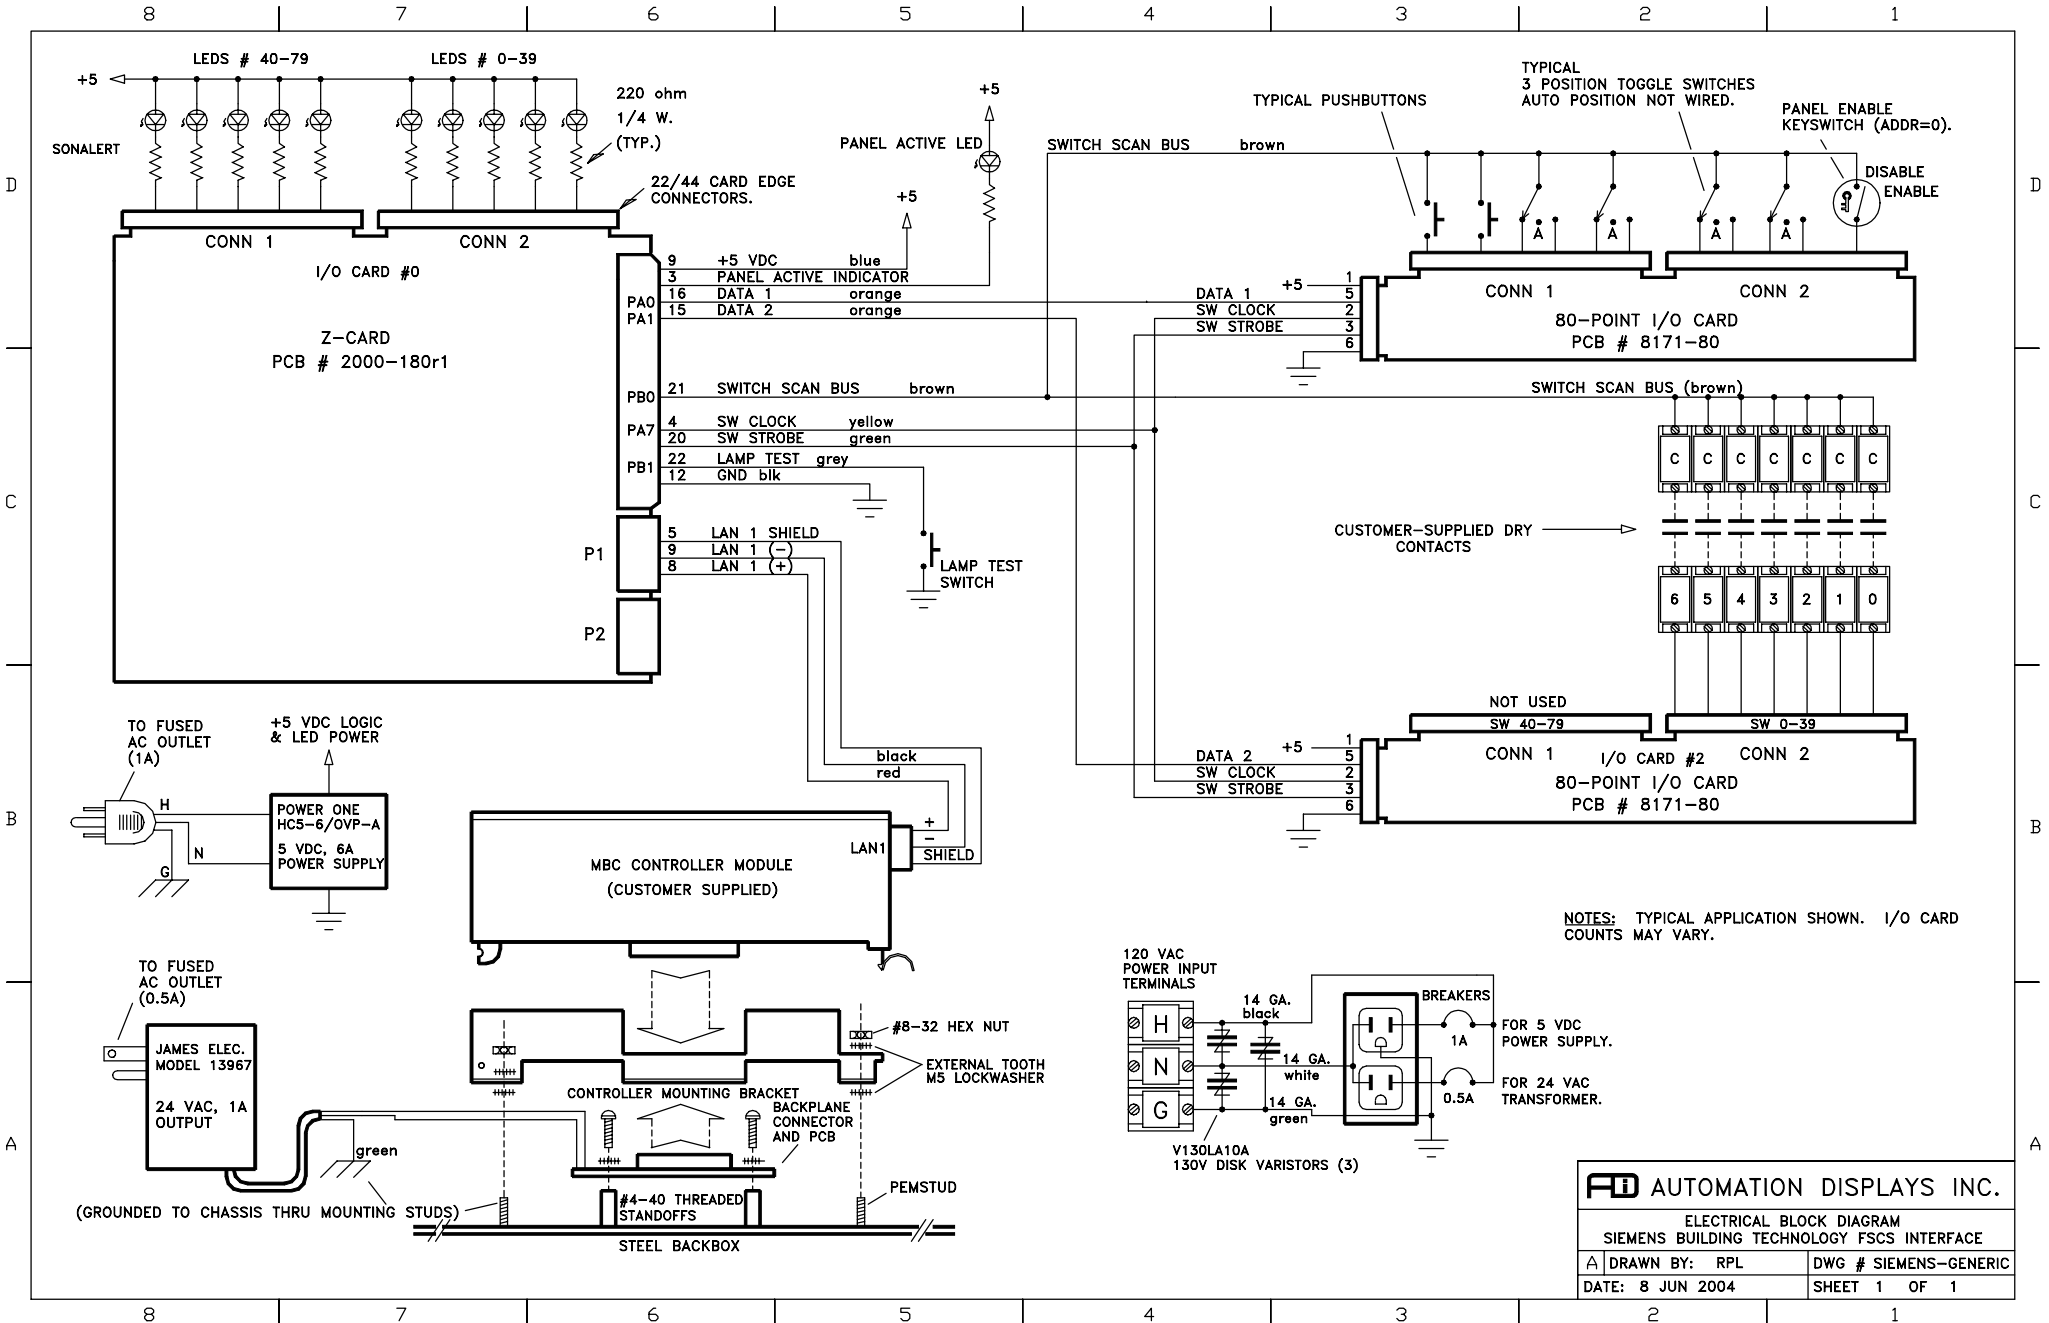 8 7 6 5 4 3 2 1
LEDS # 40-79
LEDS # 0-39
+5
220 ohm
1/4 W.
(TYP.)
SONALERT
22/44 CARD EDGE
CONNECTORS.
CONN 1
CONN 2
I/O CARD #0
Z-CARD
PCB # 2000-180r1
+5
PANEL ACTIVE LED
+5
9 +5 VDC blue
3 PANEL ACTIVE INDICATOR
PA0 16 DATA 1 orange
PA1 15 DATA 2 orange
PB0 21 SWITCH SCAN BUS brown
PA7 4 SW CLOCK yellow
20 SW STROBE green
PB1 22 LAMP TEST grey
12 GND blk
P1
5 LAN 1 SHIELD
9 LAN 1 (-)
8 LAN 1 (+)
P2
LAMP TEST
SWITCH
SWITCH SCAN BUS brown
TYPICAL PUSHBUTTONS
TYPICAL
3 POSITION TOGGLE SWITCHES
AUTO POSITION NOT WIRED.
PANEL ENABLE
KEYSWITCH (ADDR=0).
DISABLE
ENABLE
A A A A
+5 1
DATA 1 5
SW CLOCK 2
SW STROBE 3
6
CONN 1
CONN 2
80-POINT I/O CARD
PCB # 8171-80
SWITCH SCAN BUS (brown)
C C C C C C C
CUSTOMER-SUPPLIED DRY
CONTACTS
6 5 4 3 2 1 0
NOT USED
SW 40-79
SW 0-39
+5 1
DATA 2 5
SW CLOCK 2
SW STROBE 3
6
CONN 1
I/O CARD #2
CONN 2
80-POINT I/O CARD
PCB # 8171-80
TO FUSED
AC OUTLET
(1A)
+5 VDC LOGIC
& LED POWER
H
N
G
POWER ONE
HC5-6/OVP-A
5 VDC, 6A
POWER SUPPLY
black
red
+
-
SHIELD
LAN1
MBC CONTROLLER MODULE
(CUSTOMER SUPPLIED)
NOTES: TYPICAL APPLICATION SHOWN. I/O CARD
COUNTS MAY VARY.
TO FUSED
AC OUTLET
(0.5A)
JAMES ELEC.
MODEL 13967
24 VAC, 1A
OUTPUT
green
(GROUNDED TO CHASSIS THRU MOUNTING STUDS)
#8-32 HEX NUT
EXTERNAL TOOTH
M5 LOCKWASHER
CONTROLLER MOUNTING BRACKET
BACKPLANE
CONNECTOR
AND PCB
PEMSTUD
#4-40 THREADED
STANDOFFS
STEEL BACKBOX
120 VAC
POWER INPUT
TERMINALS
H
N
G
14 GA.
black
14 GA.
white
14 GA.
green
V130LA10A
130V DISK VARISTORS (3)
BREAKERS
1A
FOR 5 VDC
POWER SUPPLY.
0.5A
FOR 24 VAC
TRANSFORMER.
ADI AUTOMATION DISPLAYS INC.
ELECTRICAL BLOCK DIAGRAM
SIEMENS BUILDING TECHNOLOGY FSCS INTERFACE
A DRAWN BY: RPL DWG # SIEMENS-GENERIC
DATE: 8 JUN 2004 SHEET 1 OF 1
D D
C C
B B
A A
8 7 6 5 4 3 2 1